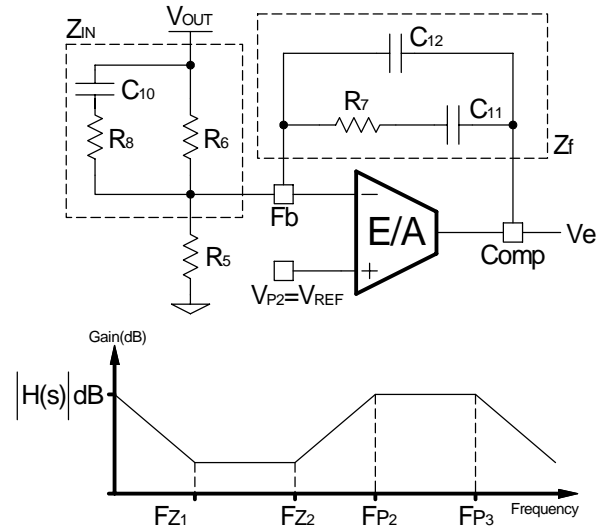 VOUT
ZIN
C12
C10
R7
C11
R8
R6
Zf
Fb
E/A
Ve
Comp
R5
VP2=VREF
Gain(dB)
|H(s)|dB
FZ1
FZ2
FP2
FP3
Frequency